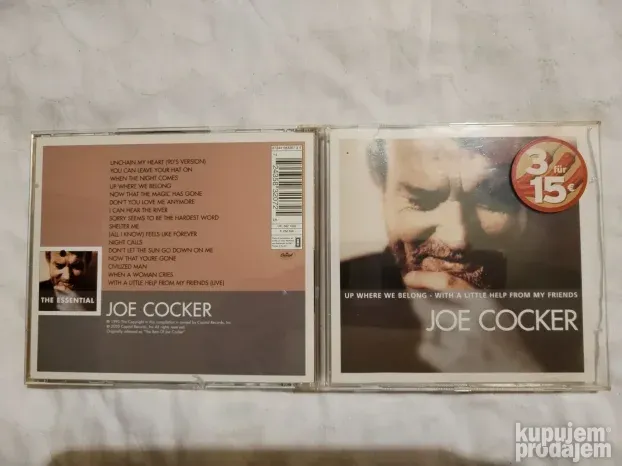 UNCHAIN MY HEART (90'S VERSION)
YOU CAN LEAVE YOUR HAT ON
WHEN THE NIGHT COMES
UP WHERE WE BELONG
NOW THAT THE MAGIC HAS GONE
DON'T YOU LOVE ME ANYMORE
I CAN HEAR THE RIVER
SORRY SEEMS TO BE THE HARDEST WORD
SHELTER ME
(ALL I KNOW) FEELS LIKE FOREVER
NIGHT CALLS
DON'T LET THE SUN GO DOWN ON ME
NOW THAT YOU'RE GONE
CIVILIZED MAN
WHEN A WOMAN CRIES
WITH A LITTLE HELP FROM MY FRIENDS (LIVE)
THE ESSENTIAL
JOE COCKER
3 für
15€
UP WHERE WE BELONG · WITH A LITTLE HELP FROM MY FRIENDS
JOE COCKER
kupujem
prodajem